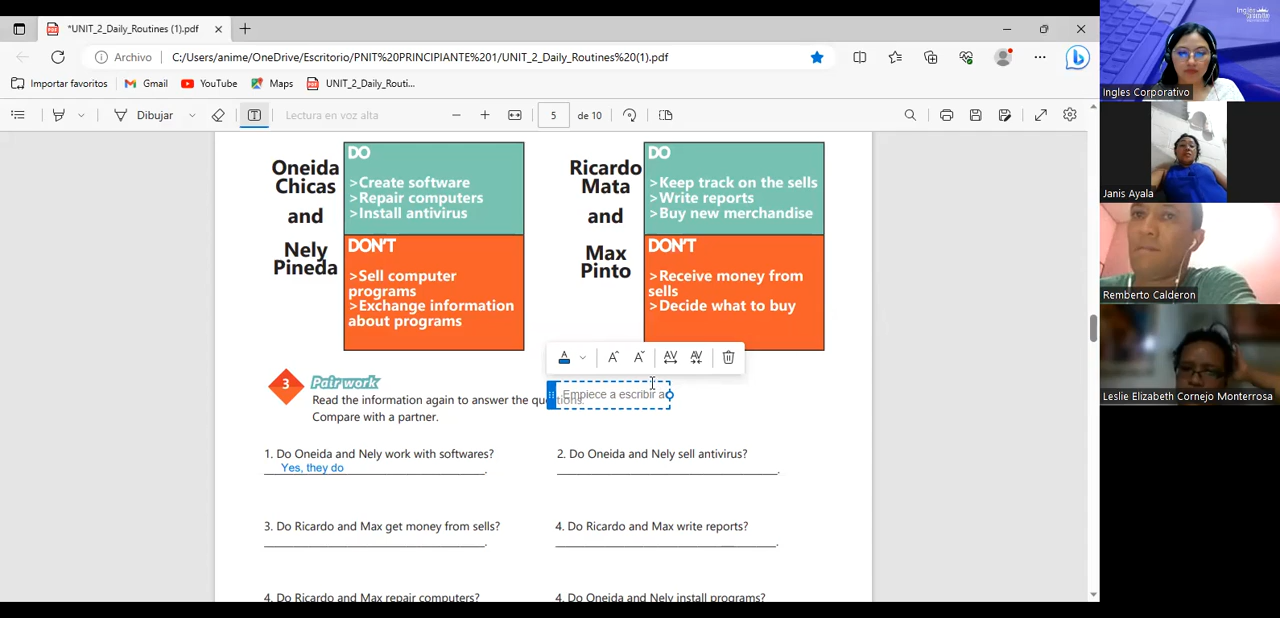 *UNIT_2_Daily_Routines (1).pdf
Archivo
C:/Users/anime/OneDrive/Escritorio/PNIT%20PRINCIPIANTE%201/UNIT_2_Daily_Routines%20(1).pdf
Importar favoritos
Gmail
YouTube
Maps
UNIT_2_Daily_Routi...
Dibujar
Lectura en voz alta
5
de 10
Oneida Chicas
and
Nely Pineda
DO
>Create software
>Repair computers
>Install antivirus
DON'T
>Sell computer
programs
>Exchange information
about programs
Ricardo Mata
and
Max Pinto
DO
>Keep track on the sells
>Write reports
>Buy new merchandise
DON'T
>Receive money from
sells
>Decide what to buy
3
Pair work
Read the information again to answer the questions.
Compare with a partner.
Empiece a escribir a
1. Do Oneida and Nely work with softwares?
Yes, they do
2. Do Oneida and Nely sell antivirus?
3. Do Ricardo and Max get money from sells?
4. Do Ricardo and Max write reports?
4. Do Ricardo and Max repair computers?
4. Do Oneida and Nely install programs?
Ingles Corporativo
Janis Ayala
Remberto Calderon
Leslie Elizabeth Cornejo Monterrosa